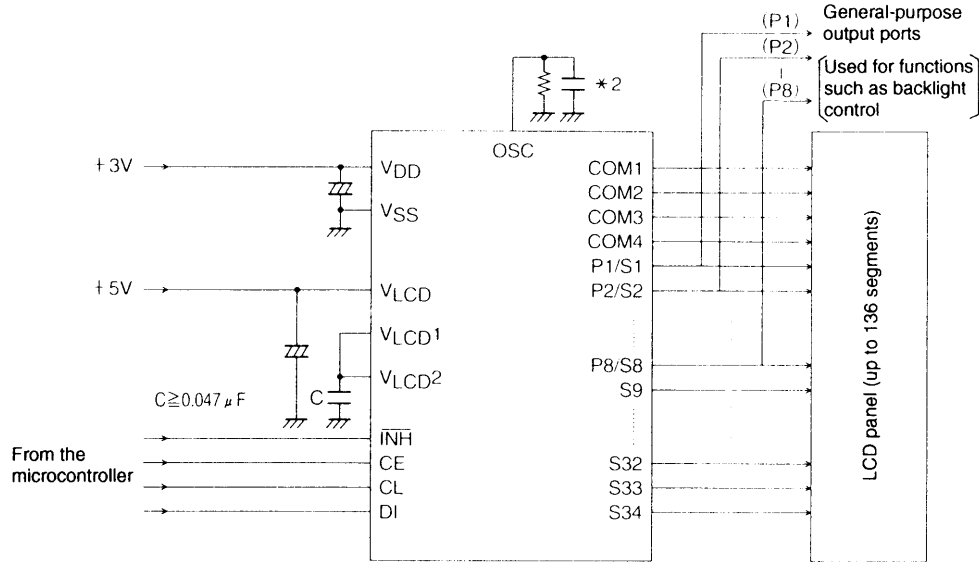 (P1)
General-purpose
output ports
(P2)
(P8)
Used for functions
such as backlight
control
*2
OSC
+3V
VDD
VSS
+5V
VLCD
VLCD1
VLCD2
C≧0.047 μF
C
From the
microcontroller
INH
CE
CL
DI
COM1
COM2
COM3
COM4
P1/S1
P2/S2
P8/S8
S9
S32
S33
S34
LCD panel (up to 136 segments)